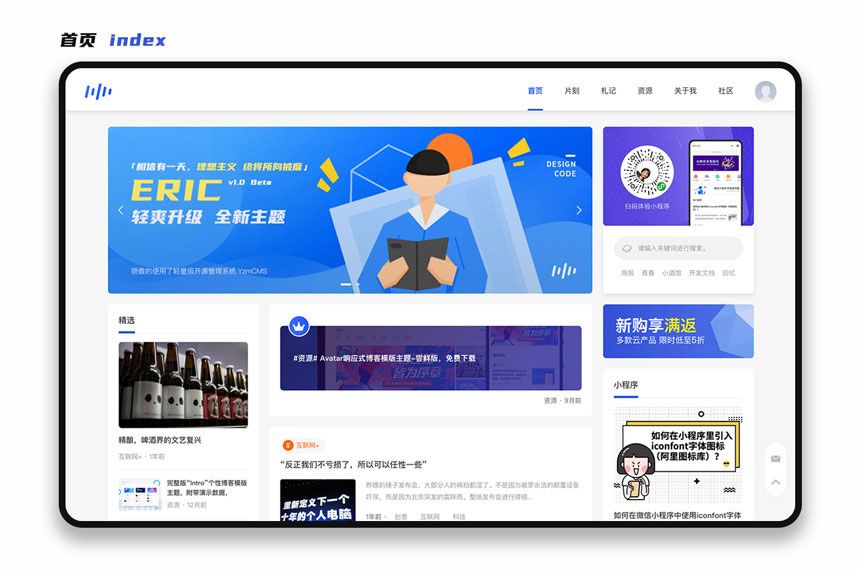 首页 index
首页 片刻 札记 资源 关于我 社区
「相信有一天，理想主义 终将所向披靡」
ERIC v1.0 Beta
轻爽升级 全新主题
骄傲的使用了轻量级开源管理系统 YzmCMS
DESIGN
CODE
扫码体验小程序
请输入关键词进行搜索。
海报 青春 小酒馆 开发文档 回忆
新购享满返
多款云产品 限时低至5折
精选
精酿，啤酒界的文艺复兴
互联网+ · 1年前
完整版“Intro”个性博客模版
主题，附带演示数据。
资源 · 12月前
#资源# Avatar响应式博客模版主题-尝鲜版，免费下载
皆为序章
资源 · 9月前
# 互联网+
“反正我们不亏损了，所以可以任性一些”
昨晚的锤子发布会，大部分人的裤裆都湿了。不是因为罗永浩的颠覆设备
吓尿，而是因为北京突发的雷阵雨。整场发布会进行得很...
重新定义下一个
十年的个人电脑
1年前 · 创意 互联网 科技
小程序
如何在小程序里引入
iconfont字体图标
（阿里图标库）？
如何在微信小程序中使用iconfont字体